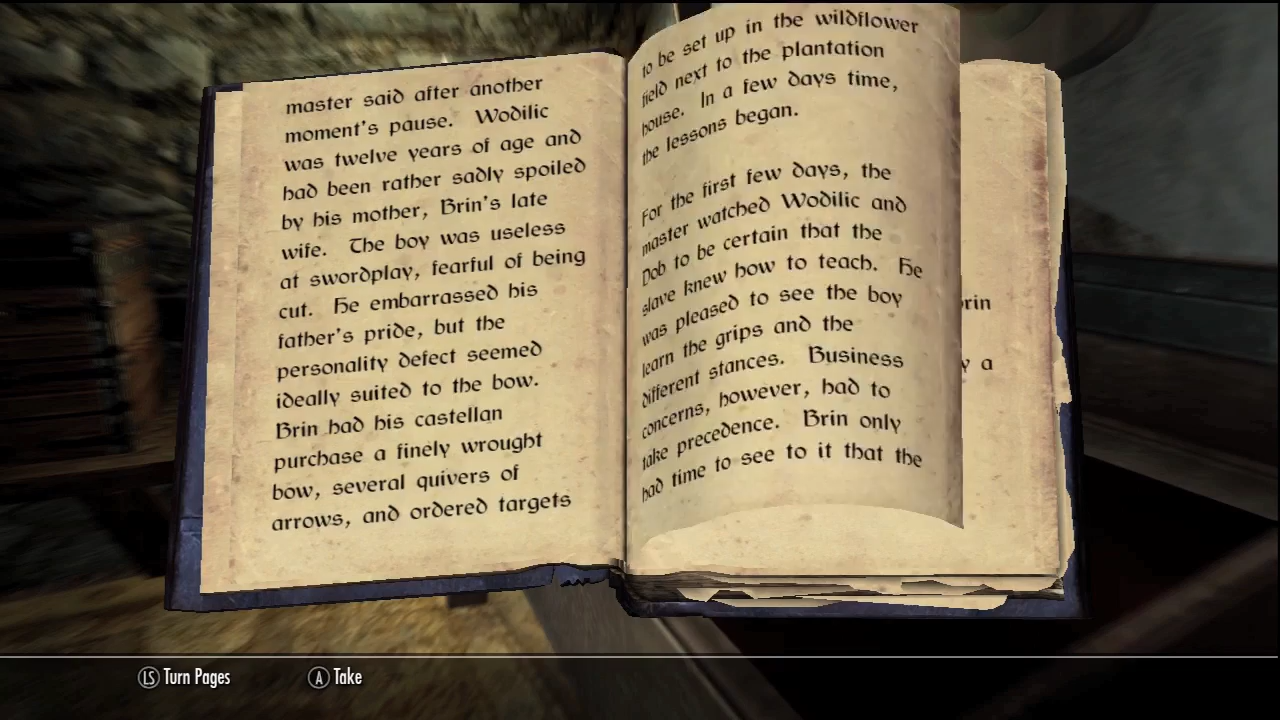 master said after another
moment's pause. Wodilic
was twelve years of age and
had been rather sadly spoiled
by his mother, Brin's late
wife. The boy was useless
at swordplay, fearful of being
cut. He embarrassed his
father's pride, but the
personality defect seemed
ideally suited to the bow.
Brin had his castellan
purchase a finely wrought
bow, several quivers of
arrows, and ordered targets
to be set up in the wildflower
field next to the plantation
house. In a few days time,
the lessons began.
For the first few days, the
master watched Wodilic and
Dob to be certain that the
slave knew how to teach. He
was pleased to see the boy
learn the grips and the
different stances. Business
concerns, however, had to
take precedence. Brin only
had time to see to it that the
brin
y a
LS Turn Pages
A Take